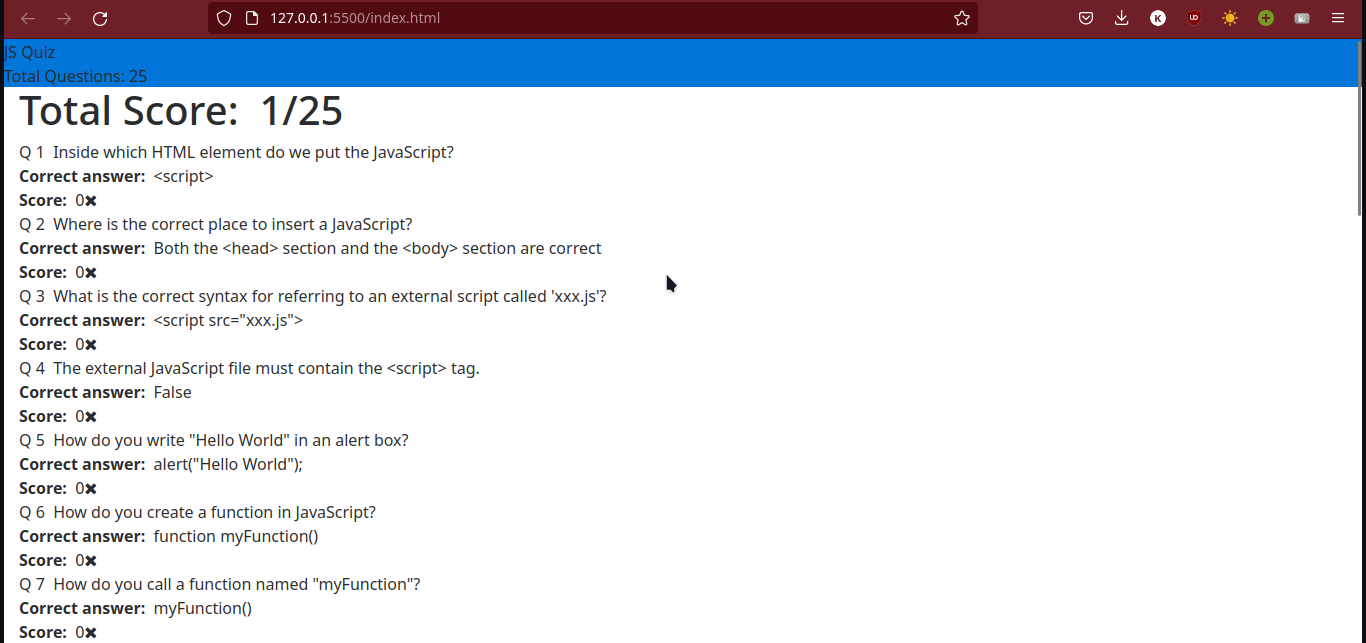 127.0.0.1:5500/index.html
K
UD
JS Quiz
Total Questions: 25
Total Score: 1/25
Q 1 Inside which HTML element do we put the JavaScript?
Correct answer: <script>
Score: 0✖
Q 2 Where is the correct place to insert a JavaScript?
Correct answer: Both the <head> section and the <body> section are correct
Score: 0✖
Q 3 What is the correct syntax for referring to an external script called 'xxx.js'?
Correct answer: <script src="xxx.js">
Score: 0✖
Q 4 The external JavaScript file must contain the <script> tag.
Correct answer: False
Score: 0✖
Q 5 How do you write "Hello World" in an alert box?
Correct answer: alert("Hello World");
Score: 0✖
Q 6 How do you create a function in JavaScript?
Correct answer: function myFunction()
Score: 0✖
Q 7 How do you call a function named "myFunction"?
Correct answer: myFunction()
Score: 0✖